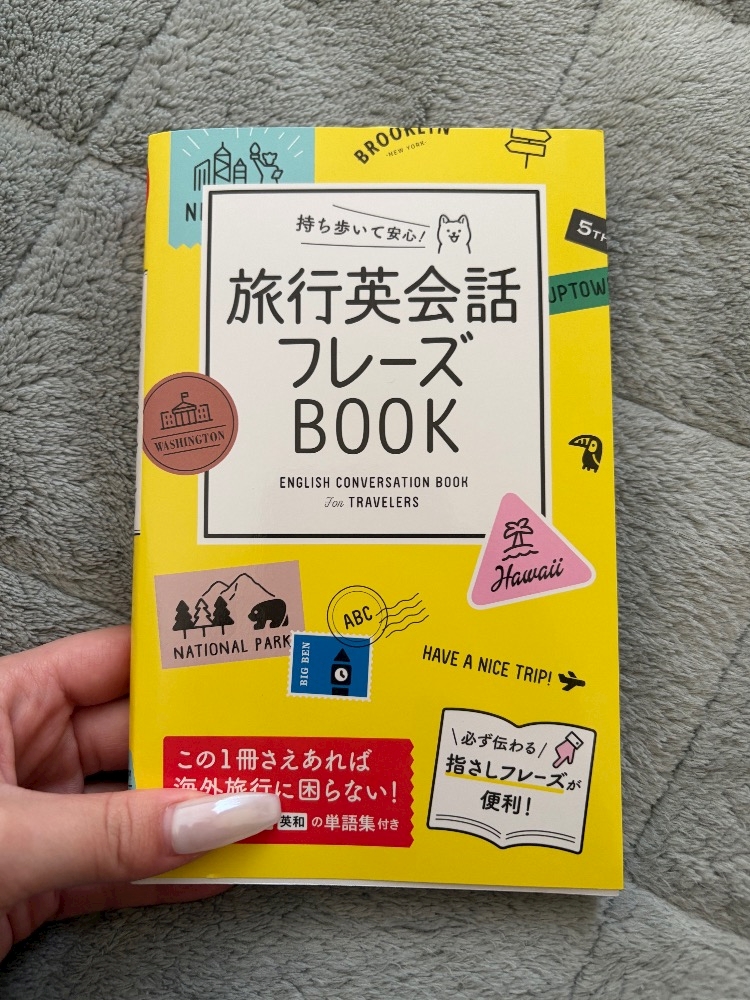 BROOKLYN
-NEW YORK-
5TH
UPTOW
持ち歩いて安心!
旅行英会話
フレーズ
BOOK
ENGLISH CONVERSATION BOOK
For TRAVELERS
WASHINGTON
Hawaii
NATIONAL PARK
ABC
BIG BEN
HAVE A NICE TRIP!
必ず伝わる
指さしフレーズが
便利!
この1冊さえあれば
海外旅行に困らない!
英和の単語集付き